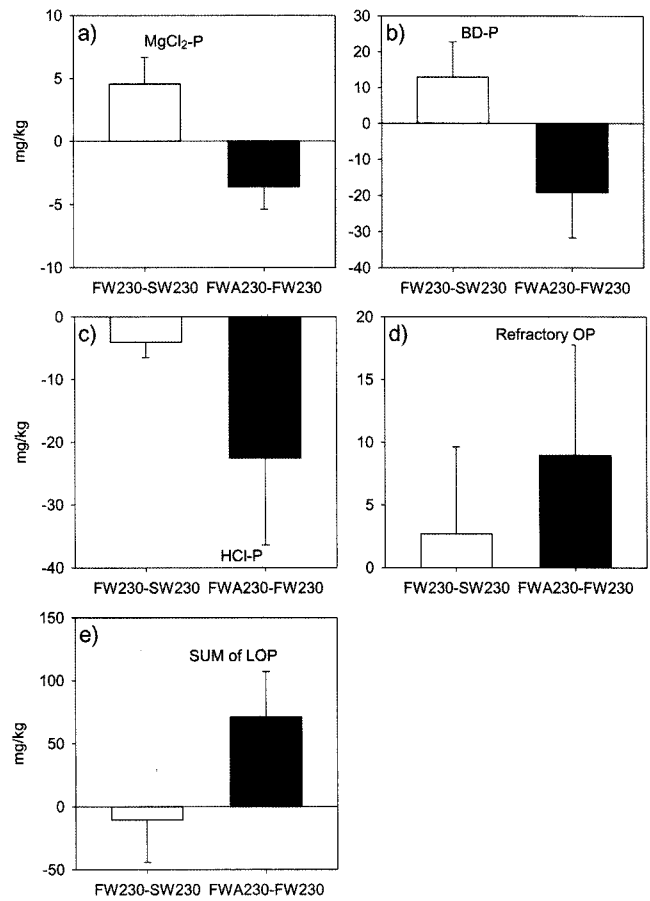 a)
MgCl₂-P
10
5
0
-5
-10
mg/kg
FW230-SW230 FWA230-FW230
b)
BD-P
30
20
10
0
-10
-20
-30
-40
FW230-SW230 FWA230-FW230
c)
0
-10
-20
-30
-40
mg/kg
HCl-P
FW230-SW230 FWA230-FW230
d)
Refractory OP
20
15
10
5
0
FW230-SW230 FWA230-FW230
e)
SUM of LOP
150
100
50
0
-50
mg/kg
FW230-SW230 FWA230-FW230